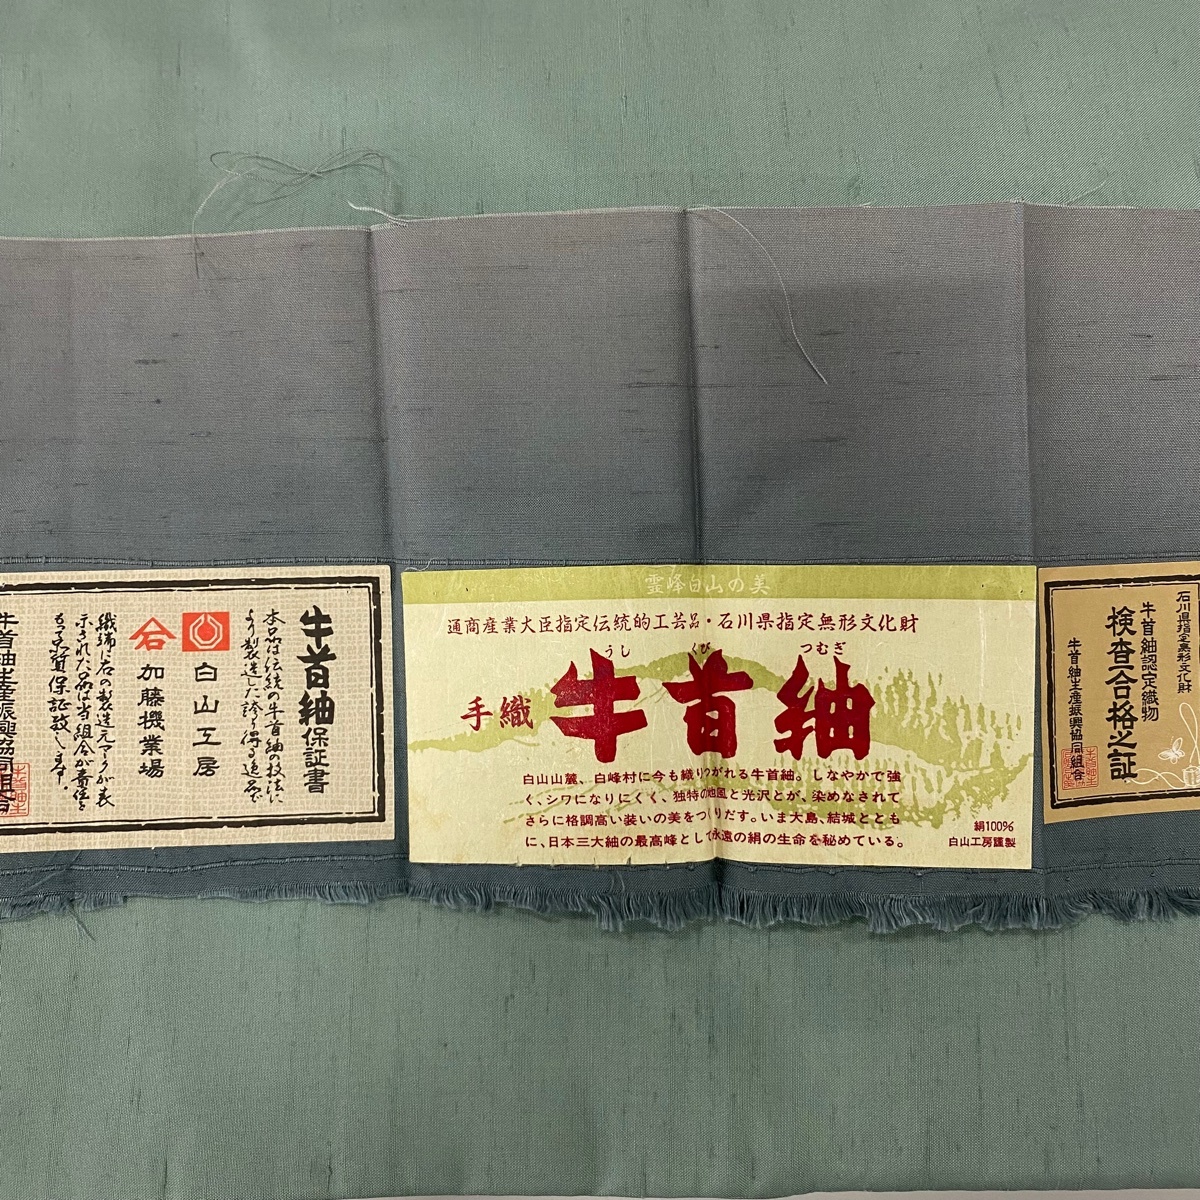 牛首紬保証書
本品は伝統の牛首紬の技法に
より製造した誇り得る逸品で
白山工房
加藤機業場
織端に右の製造元マークが表
示された品は当組合が責任を
もって品質保証致します。
牛首紬生産振興協同組合
霊峰白山の美
通商産業大臣指定伝統的工芸品・石川県指定無形文化財
うし くび つむぎ
手織 牛首紬
白山山麓、白峰村に今も織りつがれる牛首紬。しなやかで強
く、シワになりにくく、独特の地風と光沢とが、染めなされて
さらに格調高い装いの美をつくりだす。いま大島、結城ととも
に、日本三大紬の最高峰として永遠の絹の生命を秘めている。
絹100%
白山工房謹製
石川県指定無形文化財
牛首紬認定織物
検査合格之証
牛首紬生産振興協同組合